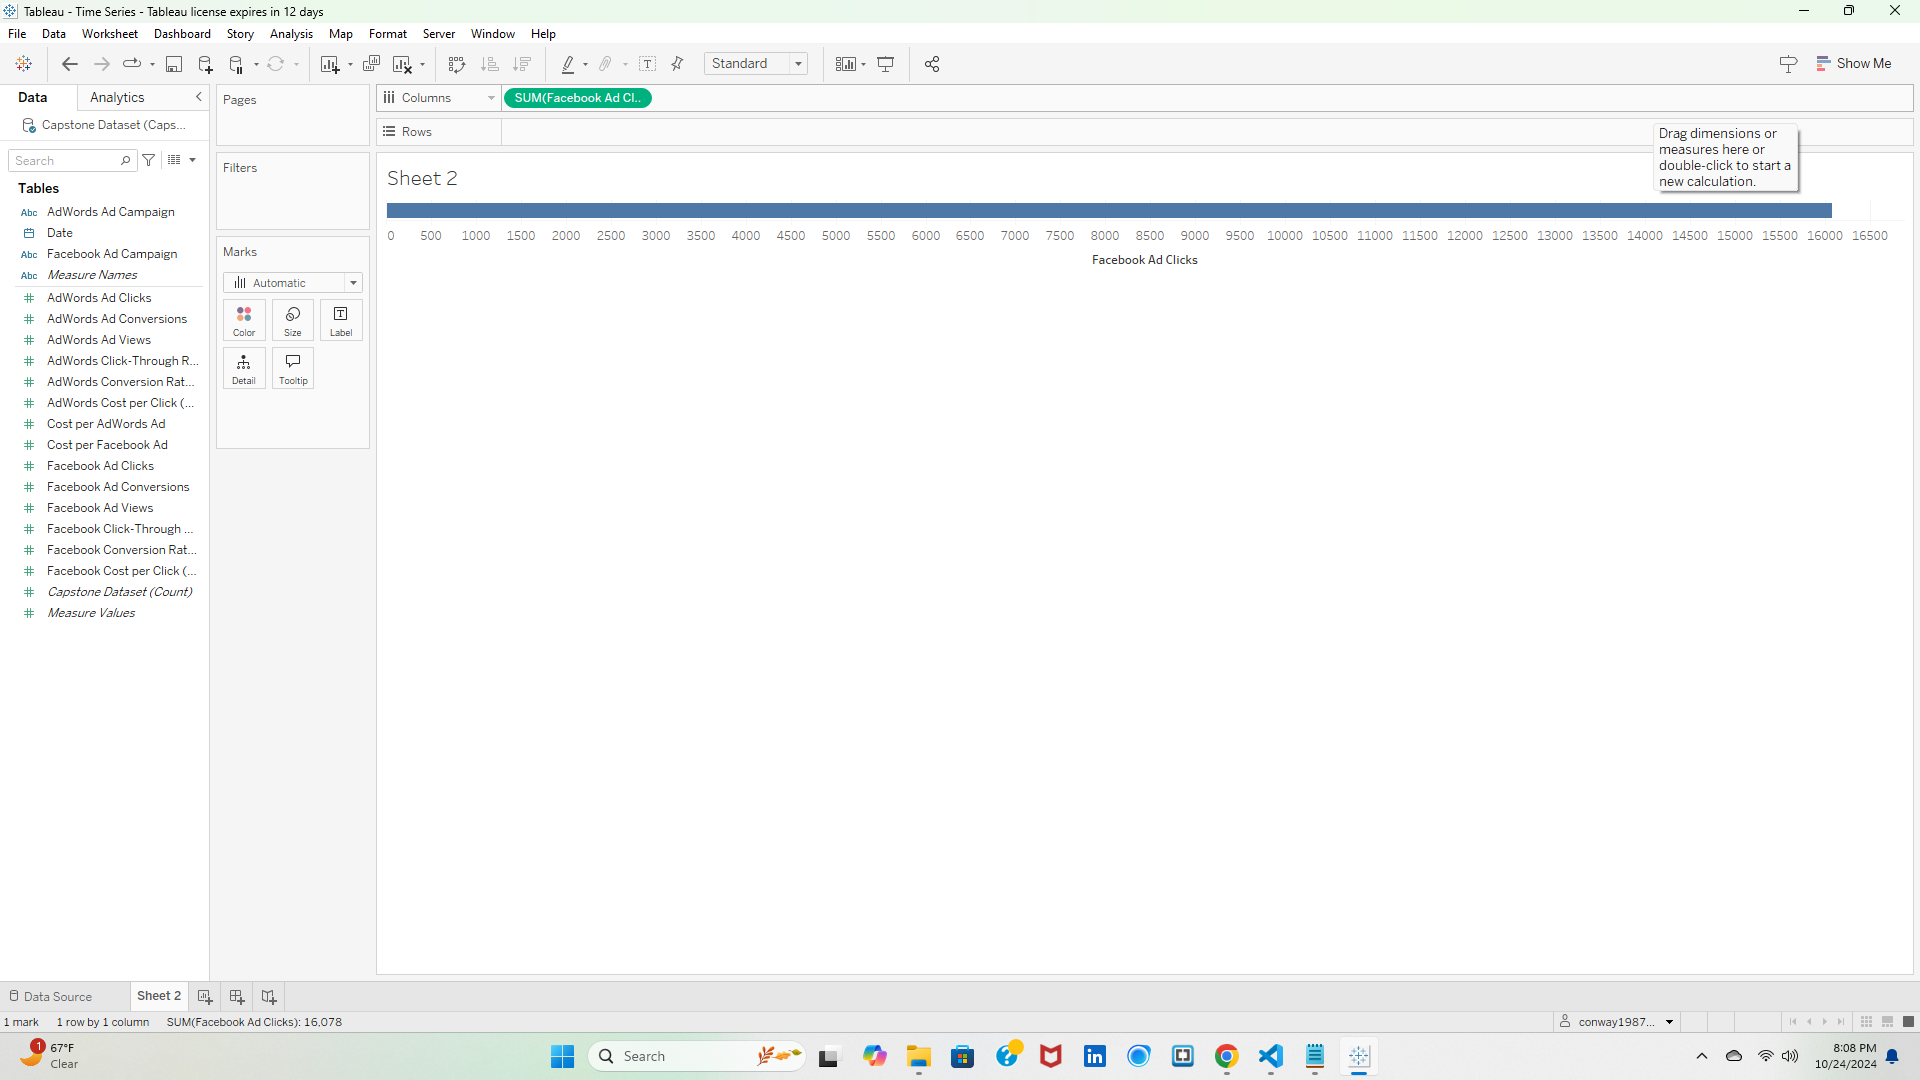 Tableau - Time Series - Tableau license expires in 12 days
File Data Worksheet Dashboard Story Analysis Map Format Server Window Help
Standard
Show Me
Data Analytics
Capstone Dataset (Caps...
Search
Tables
Abc AdWords Ad Campaign
Date
Abc Facebook Ad Campaign
Abc Measure Names
AdWords Ad Clicks
AdWords Ad Conversions
AdWords Ad Views
AdWords Click-Through R...
AdWords Conversion Rat...
AdWords Cost per Click (...
Cost per AdWords Ad
Cost per Facebook Ad
Facebook Ad Clicks
Facebook Ad Conversions
Facebook Ad Views
Facebook Click-Through ...
Facebook Conversion Rat...
Facebook Cost per Click (...
Capstone Dataset (Count)
Measure Values
Pages
Filters
Marks
Automatic
Color Size Label
Detail Tooltip
Columns SUM(Facebook Ad Cl..
Rows
Drag dimensions or
measures here or
double-click to start a
new calculation.
Sheet 2
0 500 1000 1500 2000 2500 3000 3500 4000 4500 5000 5500 6000 6500 7000 7500 8000 8500 9000 9500 10000 10500 11000 11500 12000 12500 13000 13500 14000 14500 15000 15500 16000 16500
Facebook Ad Clicks
Data Source Sheet 2
1 mark 1 row by 1 column SUM(Facebook Ad Clicks): 16,078
conway1987...
1
67°F
Clear
Search
8:08 PM
10/24/2024